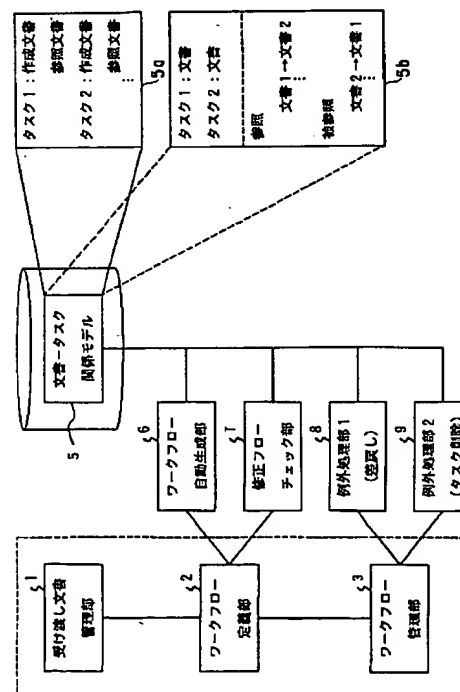 タスク1：作成文書
参照文書
タスク2：作成文書
参照文書
⋮
5a
タスク1：文書
タスク2：文書
参照
文書1→文書2
⋮
被参照
文書2→文書1
⋮
5b
文書－タスク
関係モデル
5
6
ワークフロー
自動生成部
7
修正フロー
チェック部
8
例外処理部1
(差戻し)
9
例外処理部2
(タスク削除)
1
受け渡し文書
管理部
2
ワークフロー
定義部
3
ワークフロー
管理部